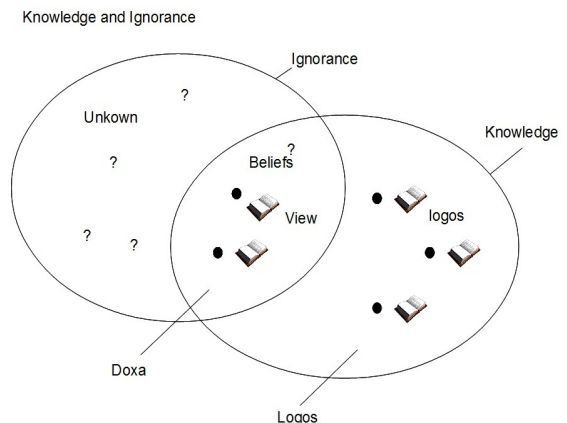 Knowledge and Ignorance
Ignorance
?
Unkown
Knowledge
?
Beliefs
?
View
logos
?
?
Doxa
Logos